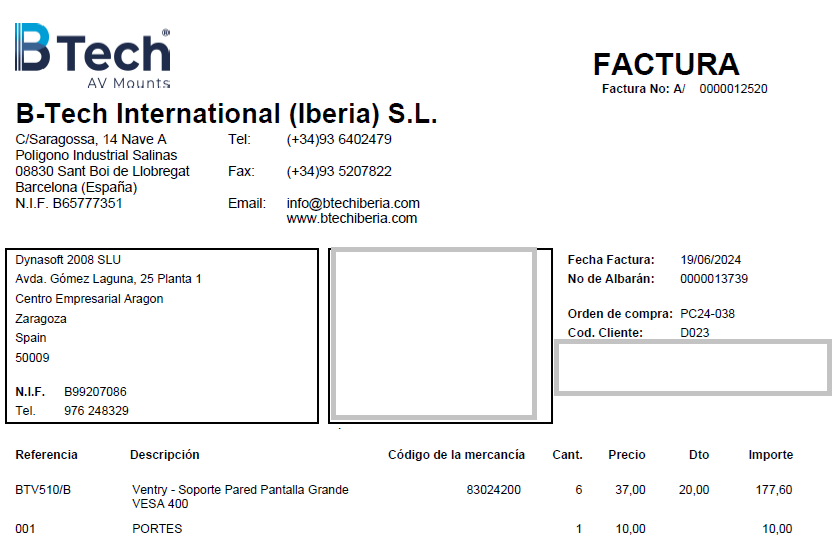 BTech®
AV Mounts
FACTURA
Factura No: A/ 0000012520
B-Tech International (Iberia) S.L.
C/Saragossa, 14 Nave A Tel: (+34)93 6402479
Poligono Industrial Salinas
08830 Sant Boi de Llobregat Fax: (+34)93 5207822
Barcelona (España)
N.I.F. B65777351 Email: info@btechiberia.com
www.btechiberia.com
Dynasoft 2008 SLU
Avda. Gómez Laguna, 25 Planta 1
Centro Empresarial Aragon
Zaragoza
Spain
50009
N.I.F. B99207086
Tel. 976 248329
Fecha Factura: 19/06/2024
No de Albarán: 0000013739
Orden de compra: PC24-038
Cod. Cliente: D023
Referencia Descripción Código de la mercancía Cant. Precio Dto Importe
BTV510/B Ventry - Soporte Pared Pantalla Grande 83024200 6 37,00 20,00 177,60
VESA 400
001 PORTES 1 10,00 10,00